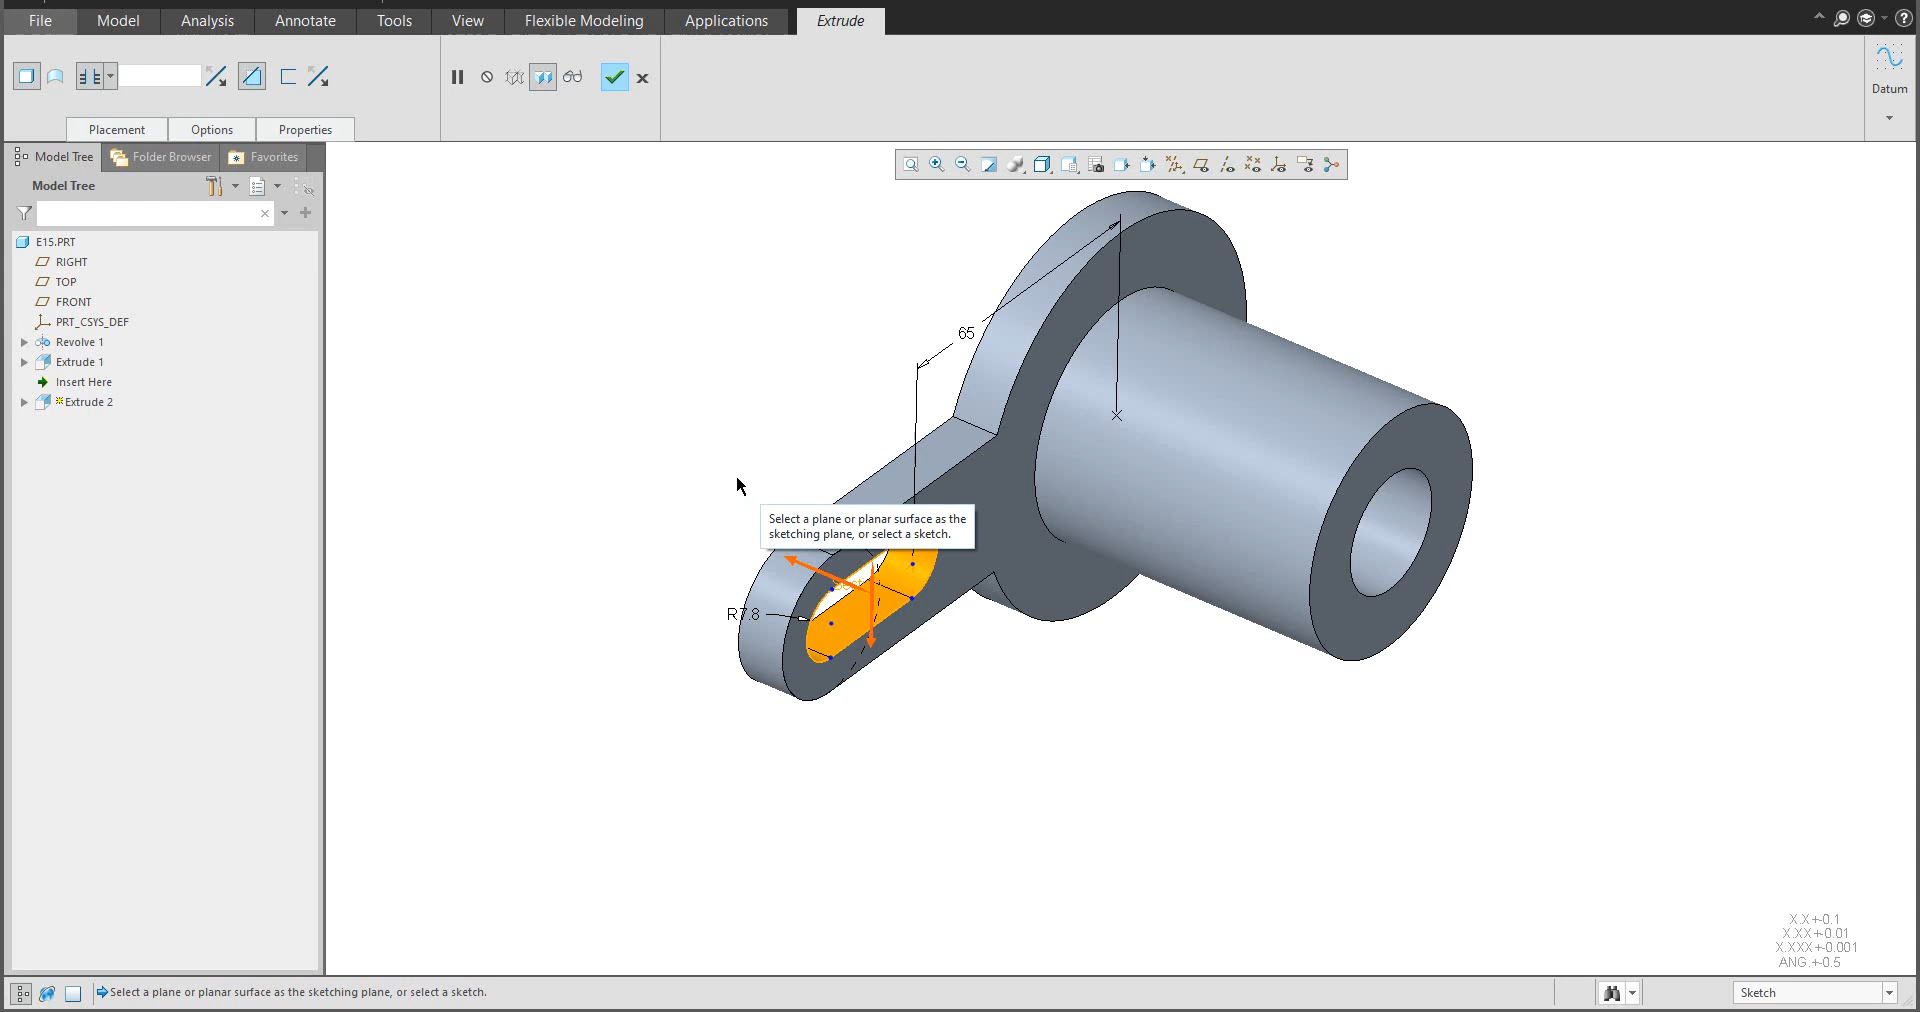 File Model Analysis Annotate Tools View Flexible Modeling Applications Extrude
Datum
Placement Options Properties
Model Tree Folder Browser Favorites
Model Tree
E15.PRT
RIGHT
TOP
FRONT
PRT_CSYS_DEF
Revolve 1
Extrude 1
Insert Here
Extrude 2
65
Select a plane or planar surface as the
sketching plane, or select a sketch.
R7.8
X.X+-0.1
X.XX+-0.01
X.XXX+-0.001
ANG.+-0.5
Select a plane or planar surface as the sketching plane, or select a sketch.
Sketch